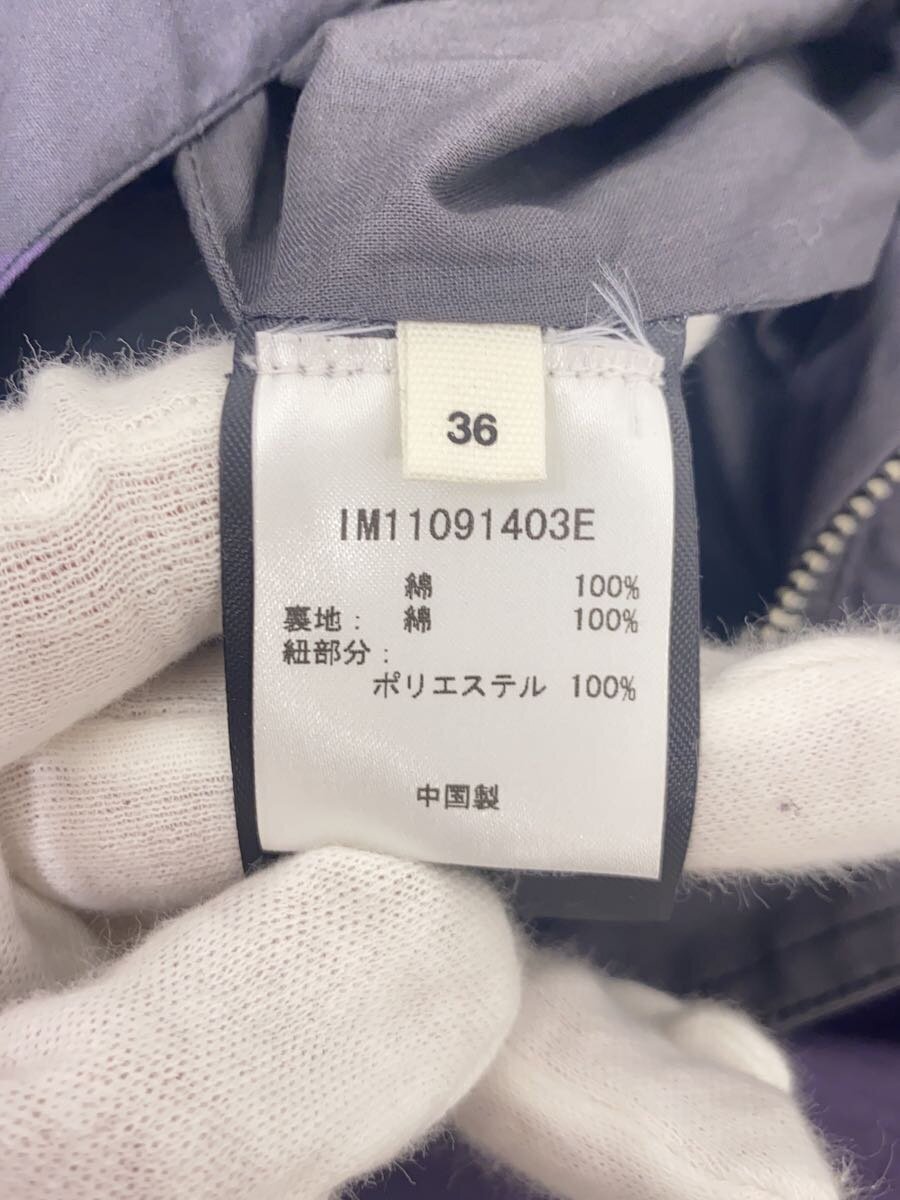 36
IM11091403E
綿 100%
裏地: 綿 100%
紐部分:
ポリエステル 100%
中国製